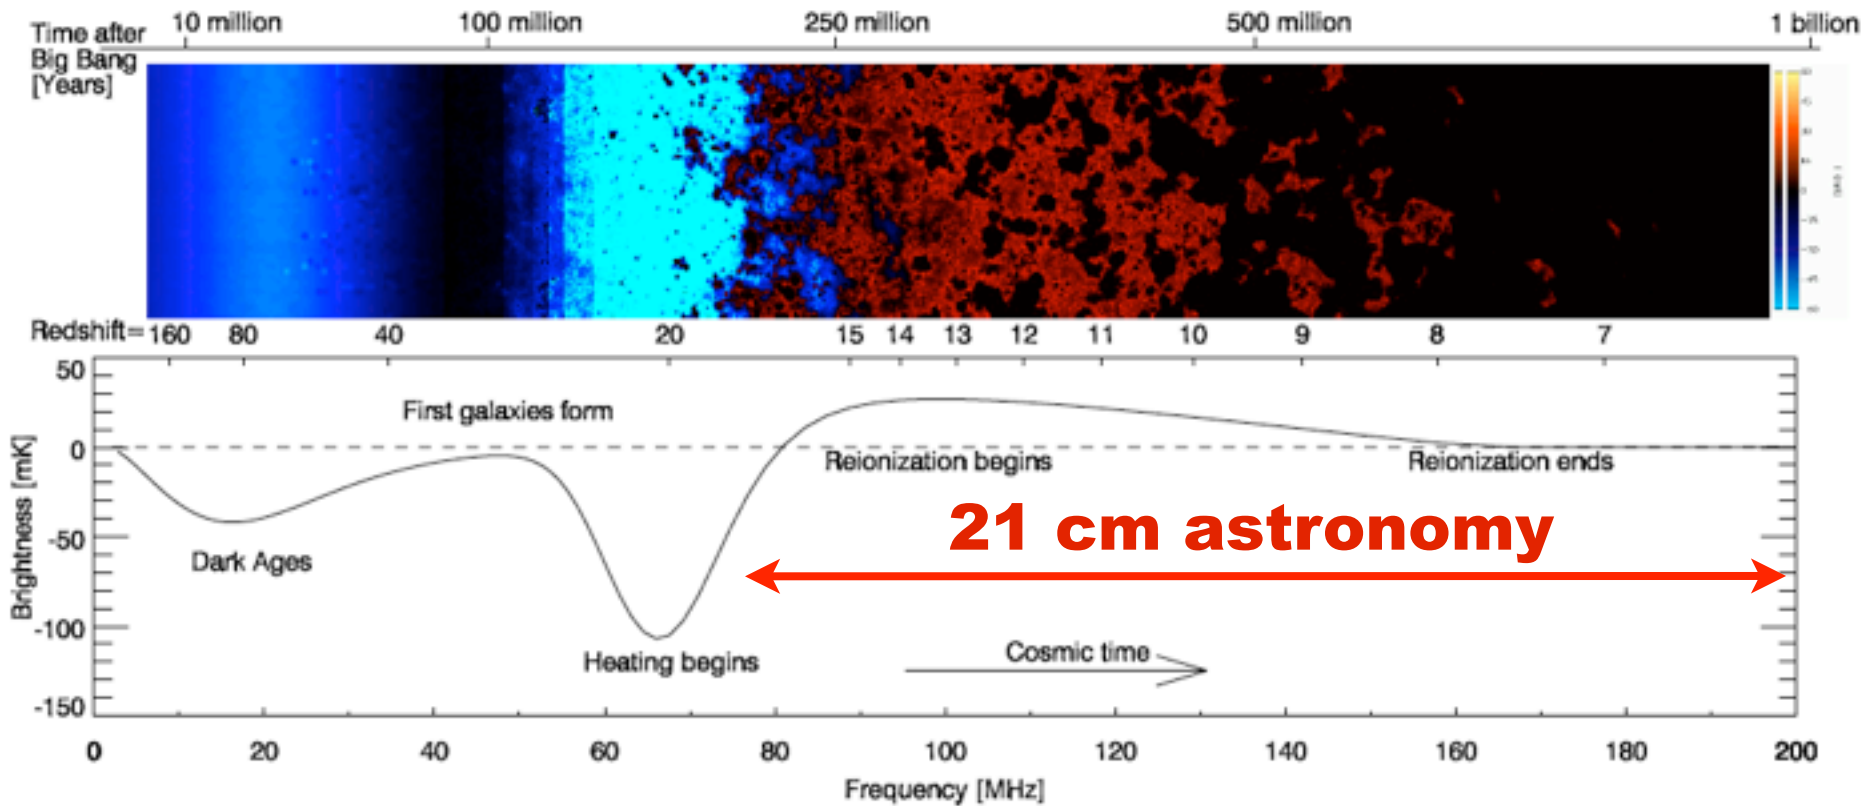 Time after
Big Bang
[Years]
10 million 100 million 250 million 500 million 1 billion
Redshift= 160 80 40 20 15 14 13 12 11 10 9 8 7
50
0
-50
-100
-150
Brightness [mK]
First galaxies form
Dark Ages
Heating begins
Reionization begins
Reionization ends
21 cm astronomy
Cosmic time
0 20 40 60 80 100 120 140 160 180 200
Frequency [MHz]